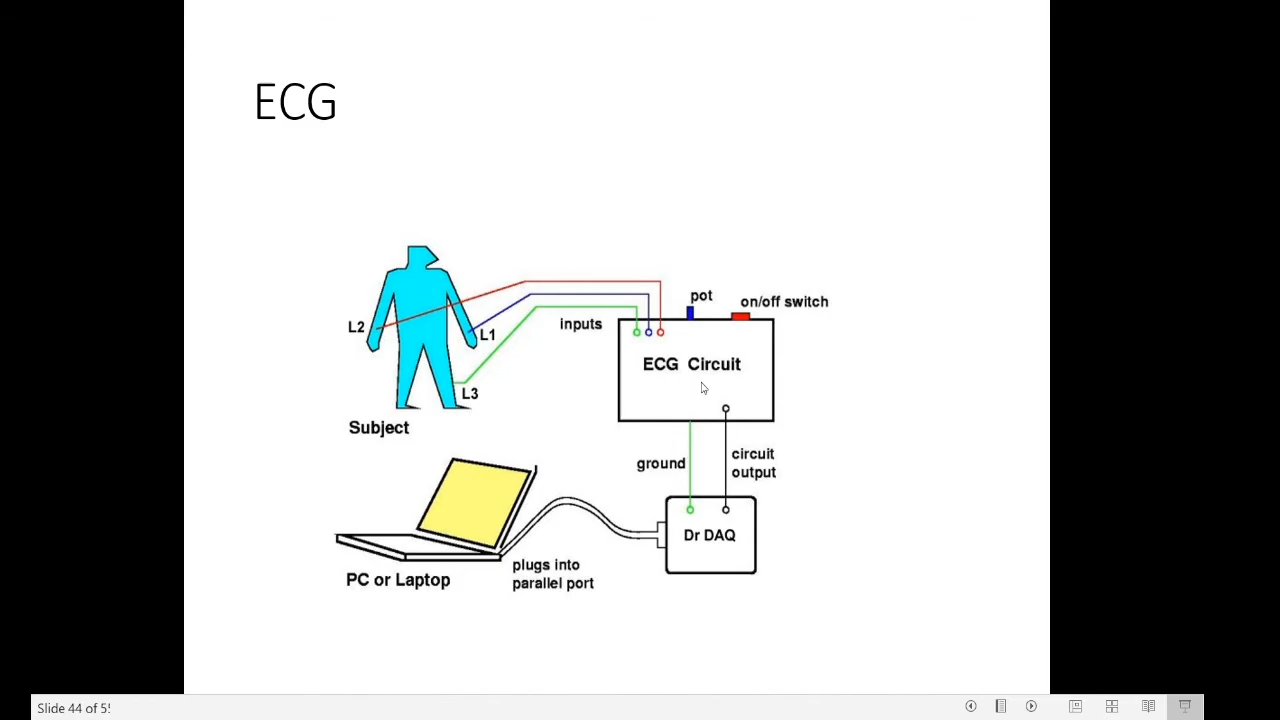 ECG
pot
on/off switch
inputs
L2
L1
ECG Circuit
L3
Subject
ground
circuit
output
Dr DAQ
plugs into
parallel port
PC or Laptop
Slide 44 of 5